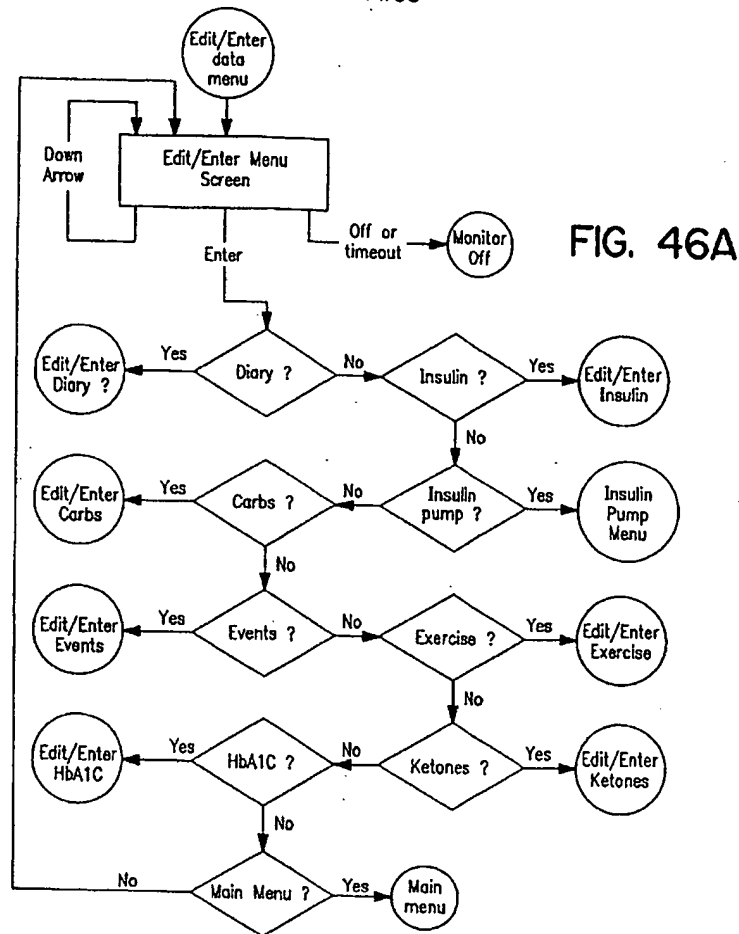 Edit/Enter
data
menu
Down
Arrow
Edit/Enter Menu
Screen
Enter
Off or
timeout
Monitor
Off
FIG. 46A
Edit/Enter
Diary ?
Yes
Diary ?
No
Insulin ?
Yes
Edit/Enter
Insulin
No
Edit/Enter
Carbs
Yes
Carbs ?
No
Insulin
pump ?
Yes
Insulin
Pump
Menu
No
Edit/Enter
Events
Yes
Events ?
No
Exercise ?
Yes
Edit/Enter
Exercise
No
Edit/Enter
HbA1C
Yes
HbA1C ?
No
Ketones ?
Yes
Edit/Enter
Ketones
No
No
Main Menu ?
Yes
Main
menu